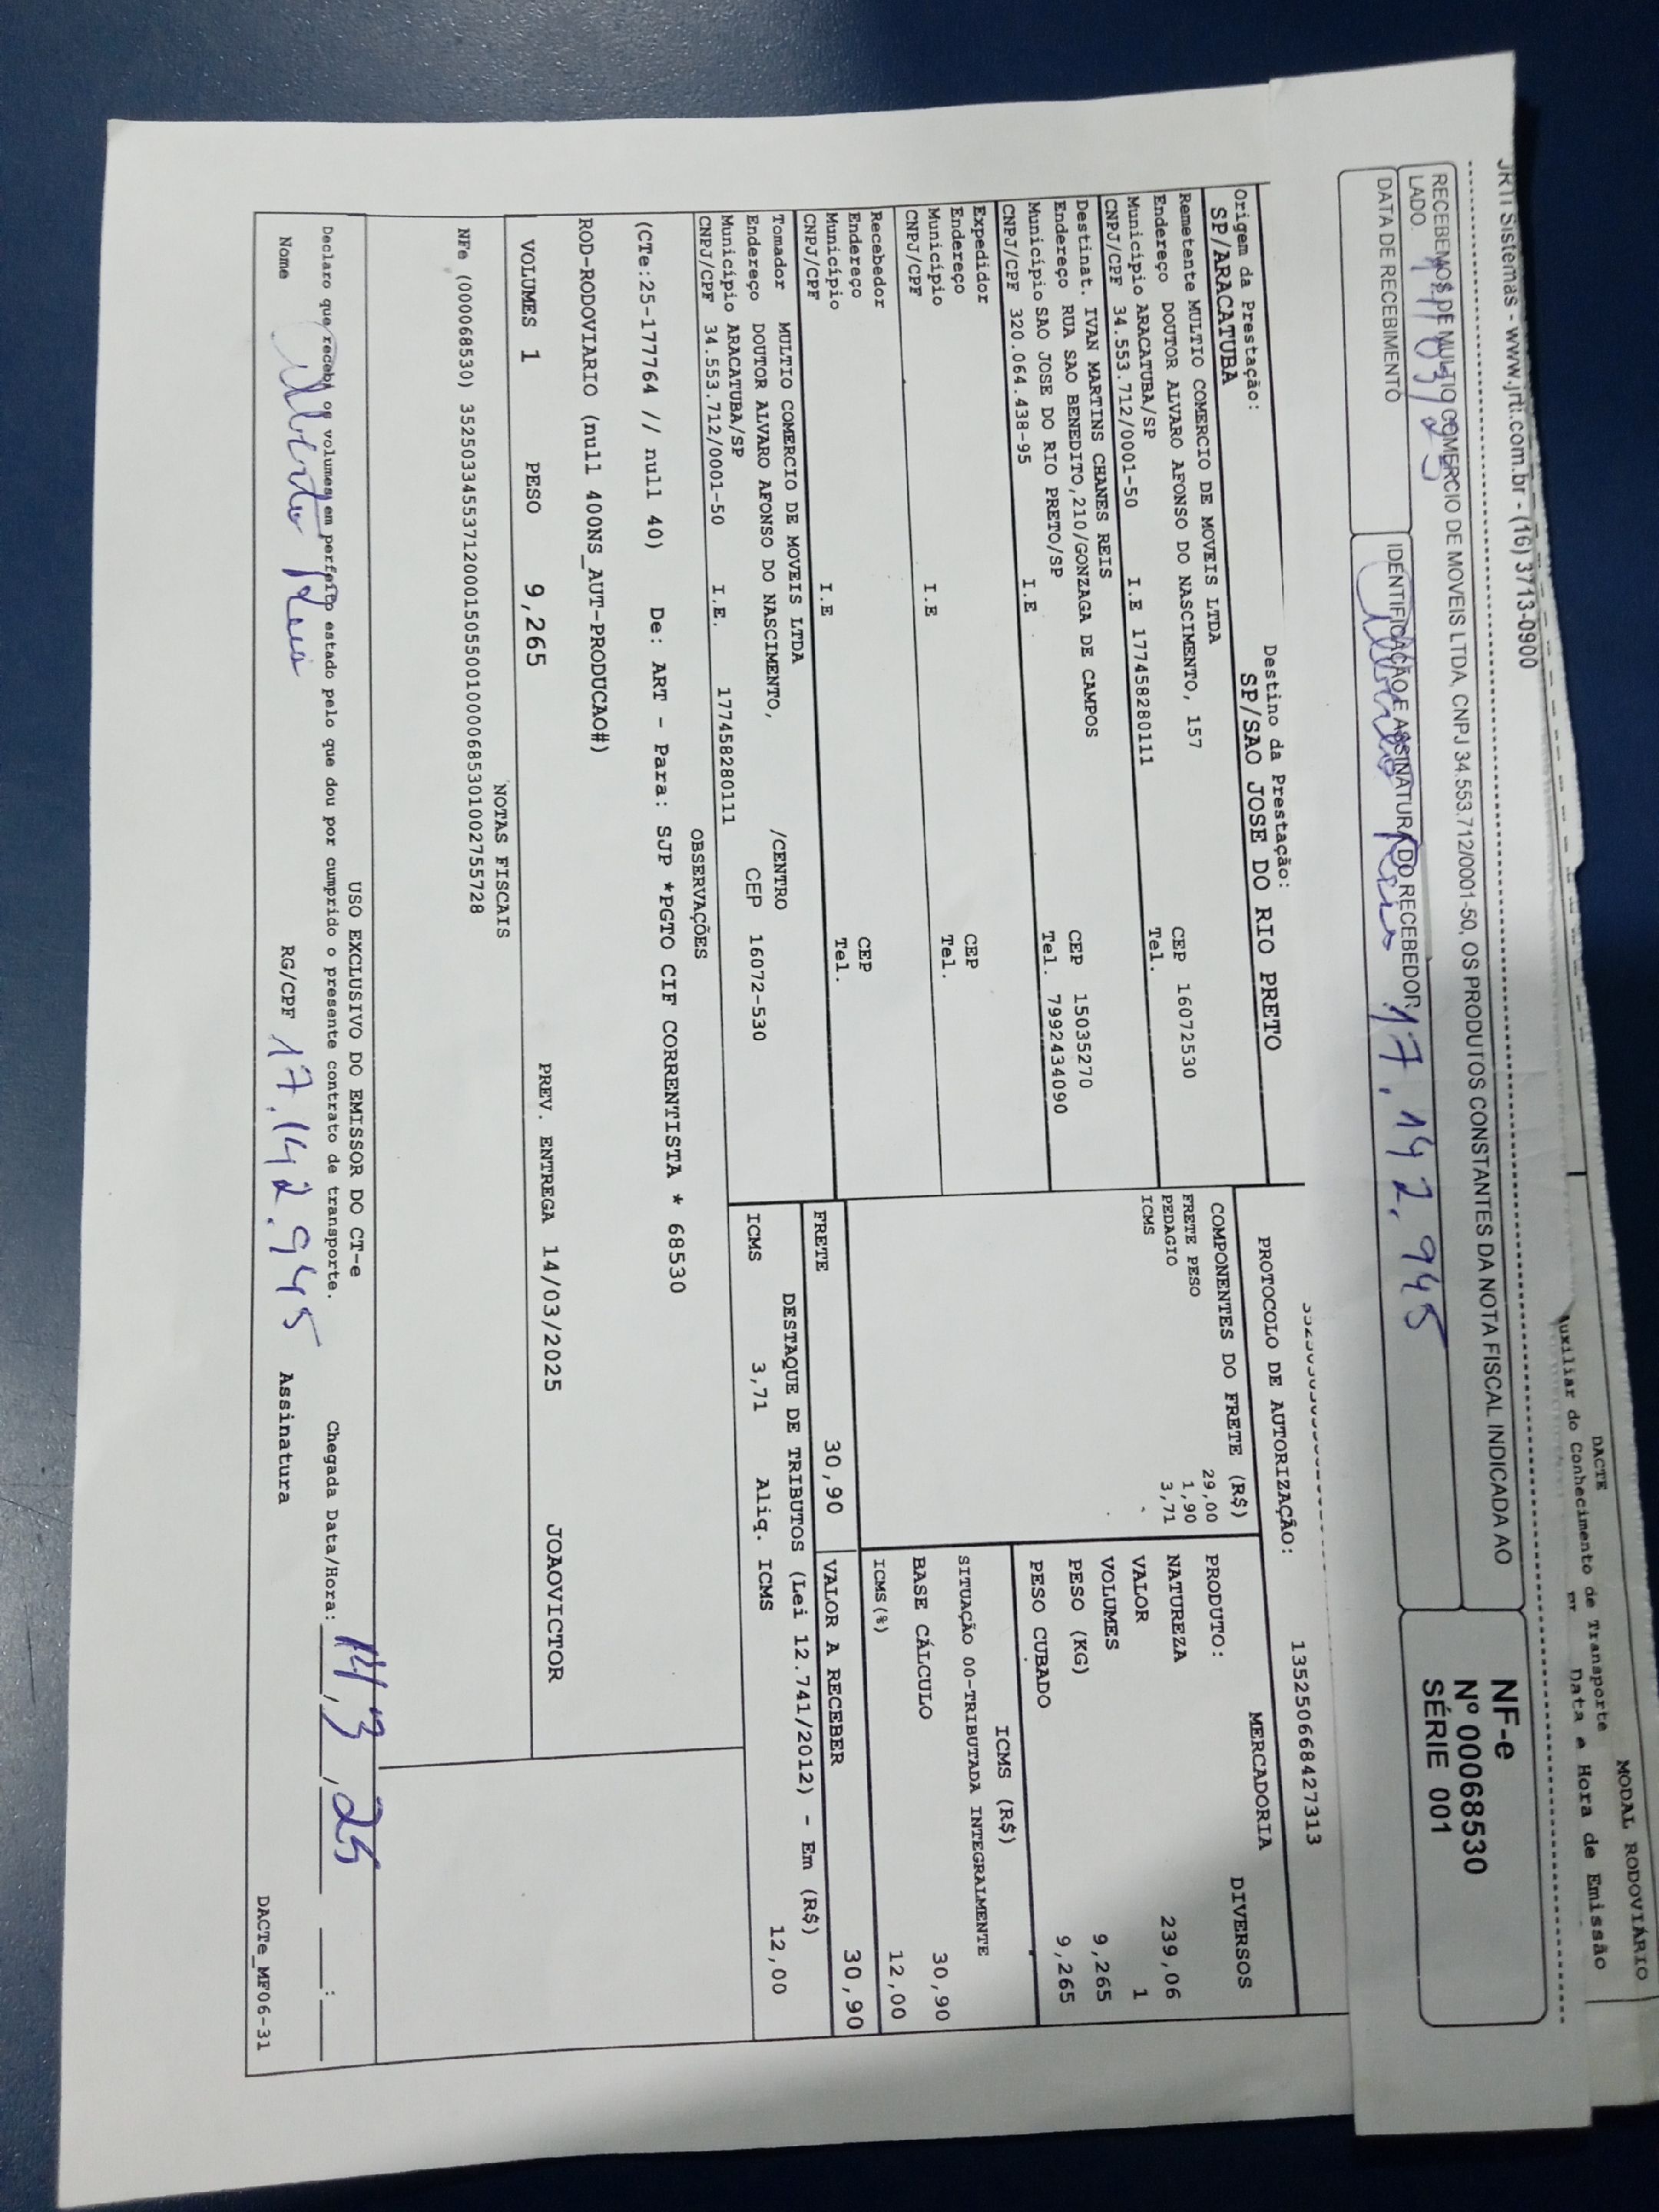 MODAL RODOVIÁRIO
DACTE
uxiliar do Conhecimento de Transporte
Data e Hora de Emissão
JRTI Sistemas - www.jrti.com.br - (16) 3713-0900
RECEBEMOS DE MULTIO COMERCIO DE MOVEIS LTDA, CNPJ 34.553.712/0001-50, OS PRODUTOS CONSTANTES DA NOTA FISCAL INDICADA AO
LADO.
DATA DE RECEBIMENTO
IDENTIFICAÇÃO E ASSINATURA DO RECEBEDOR
17.142.945
NF-e
Nº 000068530
SÉRIE 001
135250668427313
PROTOCOLO DE AUTORIZAÇÃO:
Origem da Prestação:
SP/ARACATUBA
Destino da Prestação:
SP/SAO JOSE DO RIO PRETO
Remetente MULTIO COMERCIO DE MOVEIS LTDA
Endereço DOUTOR ALVARO AFONSO DO NASCIMENTO, 157
CEP 16072530
Município ARACATUBA/SP
Tel.
CNPJ/CPF 34.553.712/0001-50 I.E 177458280111
Destinat. IVAN MARTINS CHANES REIS
Endereço RUA SAO BENEDITO,210/GONZAGA DE CAMPOS
CEP 15035270
Município SAO JOSE DO RIO PRETO/SP
Tel. 7992434090
CNPJ/CPF 320.064.438-95 I.E
Expedidor
Endereço
CEP
Município
Tel.
CNPJ/CPF I.E
Recebedor
Endereço
CEP
Município
Tel.
CNPJ/CPF I.E
Tomador MULTIO COMERCIO DE MOVEIS LTDA
Endereço DOUTOR ALVARO AFONSO DO NASCIMENTO, /CENTRO
Município ARACATUBA/SP CEP 16072-530
CNPJ/CPF 34.553.712/0001-50 I.E. 177458280111
COMPONENTES DO FRETE (R$)
FRETE PESO 29,00
PEDAGIO 1,90
ICMS 3,71
MERCADORIA
PRODUTO: DIVERSOS
NATUREZA
VALOR 239,06
VOLUMES 1
PESO (KG) 9,265
PESO CUBADO 9,265
ICMS (R$)
SITUAÇÃO 00-TRIBUTADA INTEGRALMENTE
BASE CÁLCULO 30,90
ICMS(%) 12,00
FRETE 30,90
VALOR A RECEBER 30,90
DESTAQUE DE TRIBUTOS (Lei 12.741/2012) - Em (R$)
ICMS 3,71 Aliq. ICMS 12,00
OBSERVAÇÕES
(CTe:25-177764 // null 40) De: ART - Para: SJP *PGTO CIF CORRENTISTA * 68530
ROD-RODOVIARIO (null 400NS_AUT-PRODUCAO#)
VOLUMES 1 PESO 9,265 PREV. ENTREGA 14/03/2025 JOAOVICTOR
NOTAS FISCAIS
NFe (000068530) 35250334553712000150550010000685301002755728
USO EXCLUSIVO DO EMISSOR DO CT-e
Declaro que recebi os volumes em perfeito estado pelo que dou por cumprido o presente contrato de transporte.
Chegada Data/Hora: 14/3/25
Nome
RG/CPF 17.142.945
Assinatura
DACTe_MF06-31